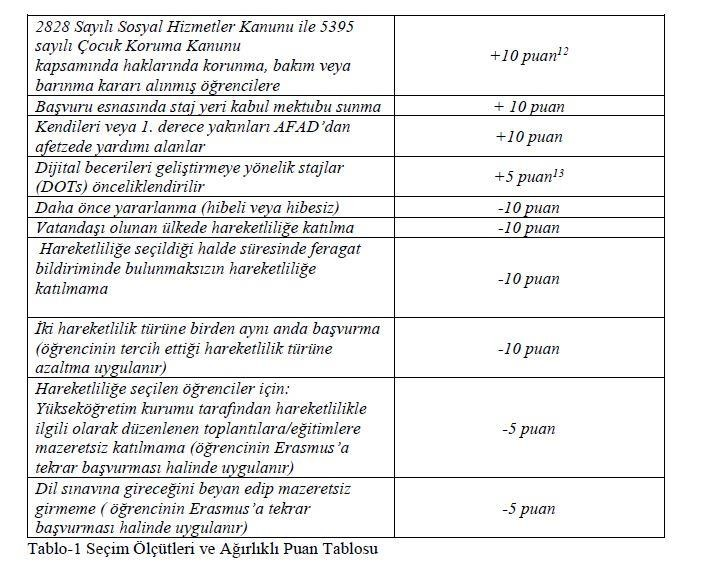 2828 Sayılı Sosyal Hizmetler Kanunu ile 5395
sayılı Çocuk Koruma Kanunu
kapsamında haklarında korunma, bakım veya
barınma kararı alınmış öğrencilere
+10 puan12
Başvuru esnasında staj yeri kabul mektubu sunma
+ 10 puan
Kendileri veya 1. derece yakınları AFAD’dan
afetzede yardımı alanlar
+10 puan
Dijital becerileri geliştirmeye yönelik stajlar
(DOTs) önceliklendirilir
+5 puan13
Daha önce yararlanma (hibeli veya hibesiz)
-10 puan
Vatandaşı olunan ülkede hareketliliğe katılma
-10 puan
Hareketliliğe seçildiği halde süresinde feragat
bildiriminde bulunmaksızın hareketliliğe
katılmama
-10 puan
İki hareketlilik türüne birden aynı anda başvurma
(öğrencinin tercih ettiği hareketlilik türüne
azaltma uygulanır)
-10 puan
Hareketliliğe seçilen öğrenciler için:
Yükseköğretim kurumu tarafından hareketlilikle
ilgili olarak düzenlenen toplantılara/eğitimlere
mazeretsiz katılmama (öğrencinin Erasmus’a
tekrar başvurması halinde uygulanır)
-5 puan
Dil sınavına gireceğini beyan edip mazeretsiz
girmeme ( öğrencinin Erasmus’a tekrar
başvurması halinde uygulanır)
-5 puan
Tablo-1 Seçim Ölçütleri ve Ağırlıklı Puan Tablosu